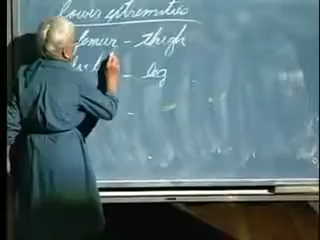 lower extremities
femur - thigh
- leg
-